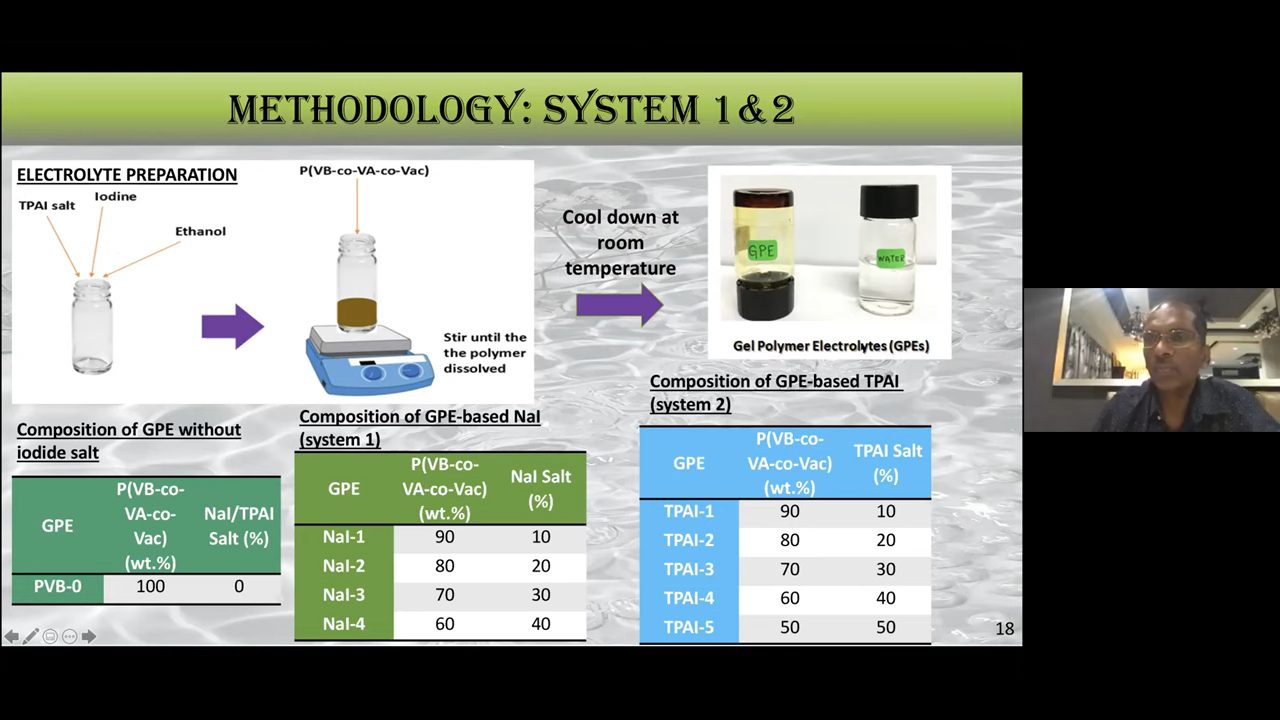 METHODOLOGY: SYSTEM 1 & 2
ELECTROLYTE PREPARATION
TPAI salt
Iodine
Ethanol
P(VB-co-VA-co-Vac)
Stir until the
the polymer
dissolved
Cool down at
room
temperature
GPE
WATER
Gel Polymer Electrolytes (GPEs)
Composition of GPE without
iodide salt
GPE
P(VB-co-
VA-co-
Vac)
(wt.%)
NaI/TPAI
Salt (%)
PVB-0 100 0
Composition of GPE-based NaI
(system 1)
GPE
P(VB-co-
VA-co-Vac)
(wt.%)
NaI Salt
(%)
NaI-1 90 10
NaI-2 80 20
NaI-3 70 30
NaI-4 60 40
Composition of GPE-based TPAI
(system 2)
GPE
P(VB-co-
VA-co-Vac)
(wt.%)
TPAI Salt
(%)
TPAI-1 90 10
TPAI-2 80 20
TPAI-3 70 30
TPAI-4 60 40
TPAI-5 50 50
18